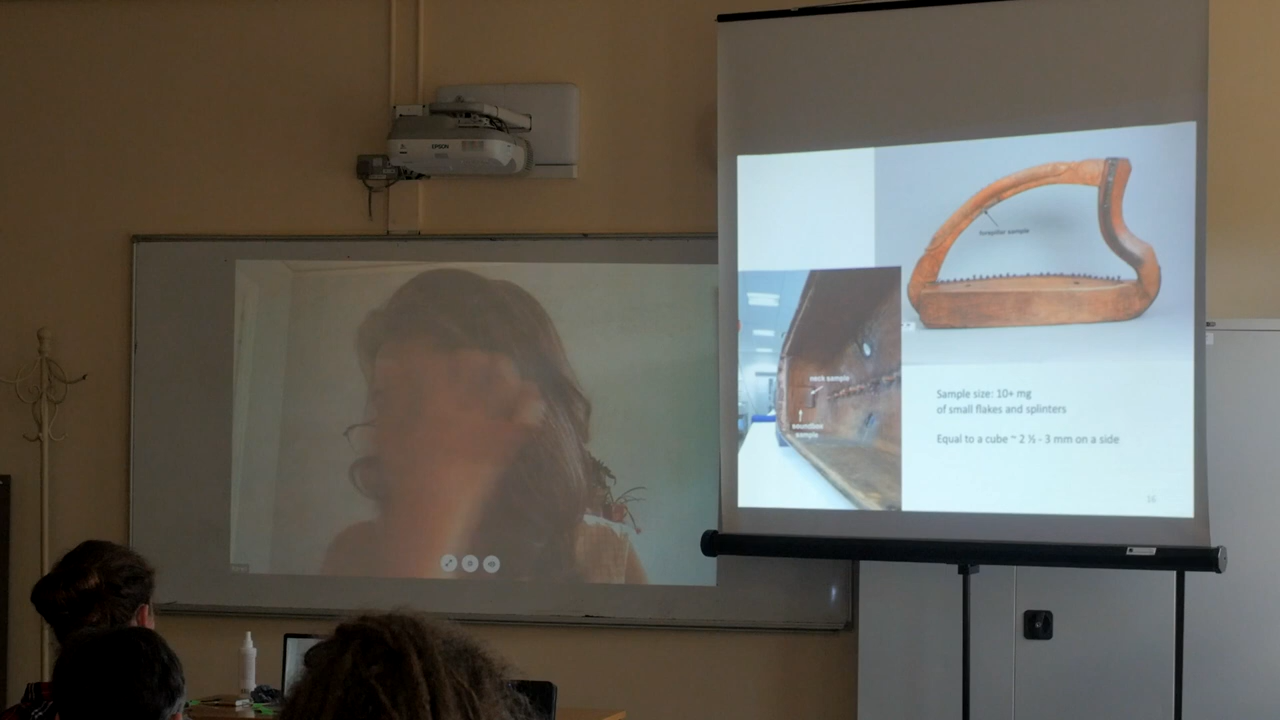 EPSON
forepillar sample
neck sample
soundbox
sample
Sample size: 10+ mg
of small flakes and splinters
Equal to a cube ~ 2 ½ - 3 mm on a side
16